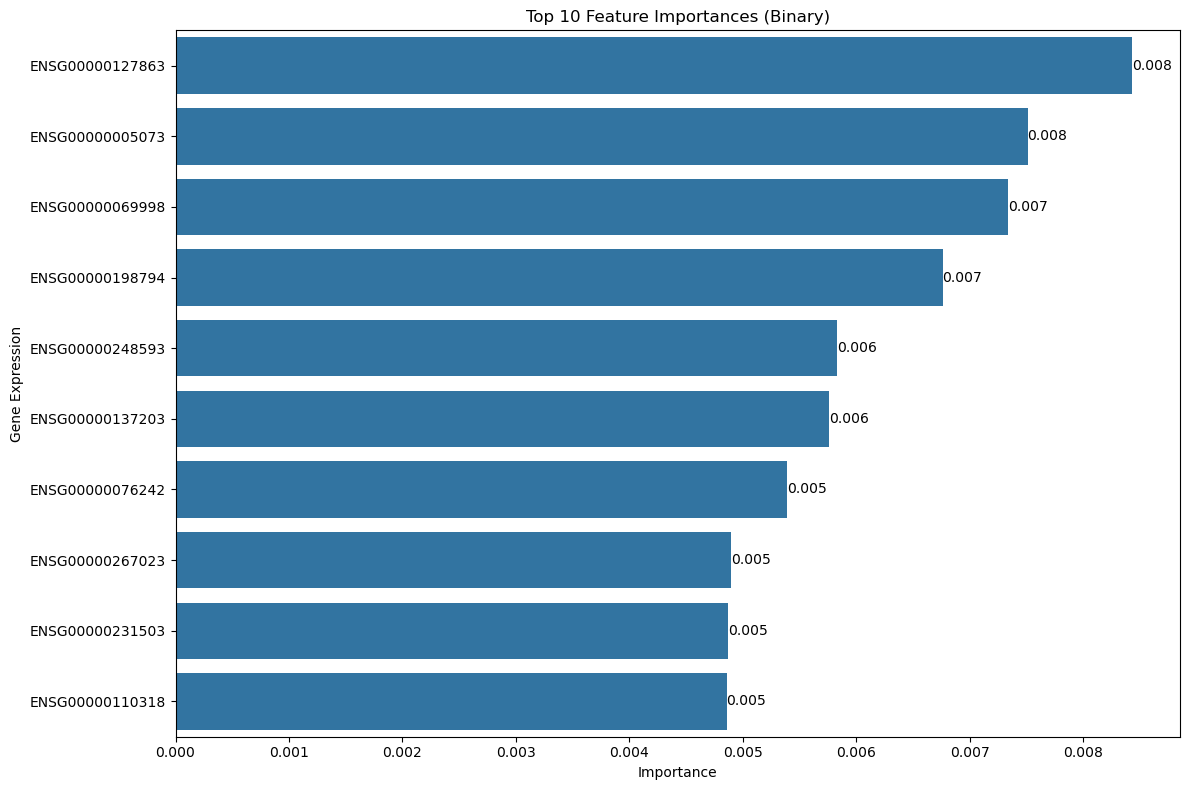 Top 10 Feature Importances (Binary)
Gene Expression
ENSG00000127863 0.008
ENSG00000005073 0.008
ENSG00000069998 0.007
ENSG00000198794 0.007
ENSG00000248593 0.006
ENSG00000137203 0.006
ENSG00000076242 0.005
ENSG00000267023 0.005
ENSG00000231503 0.005
ENSG00000110318 0.005
0.000 0.001 0.002 0.003 0.004 0.005 0.006 0.007 0.008
Importance